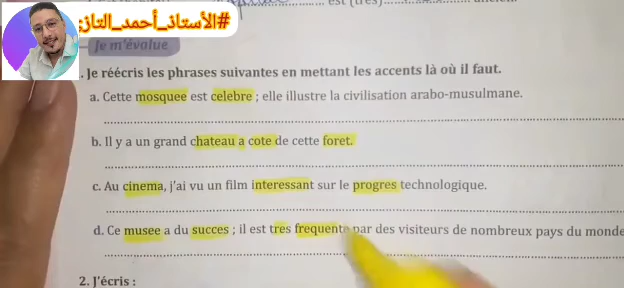 #الأستاذ_أحمد_التازي
est (très)
Je m'évalue
. Je réécris les phrases suivantes en mettant les accents là où il faut.
a. Cette mosquee est celebre ; elle illustre la civilisation arabo-musulmane.
b. Il y a un grand chateau a cote de cette foret.
c. Au cinema, j'ai vu un film interessant sur le progres technologique.
d. Ce musee a du succes ; il est tres frequente par des visiteurs de nombreux pays du monde
2. J'écris :